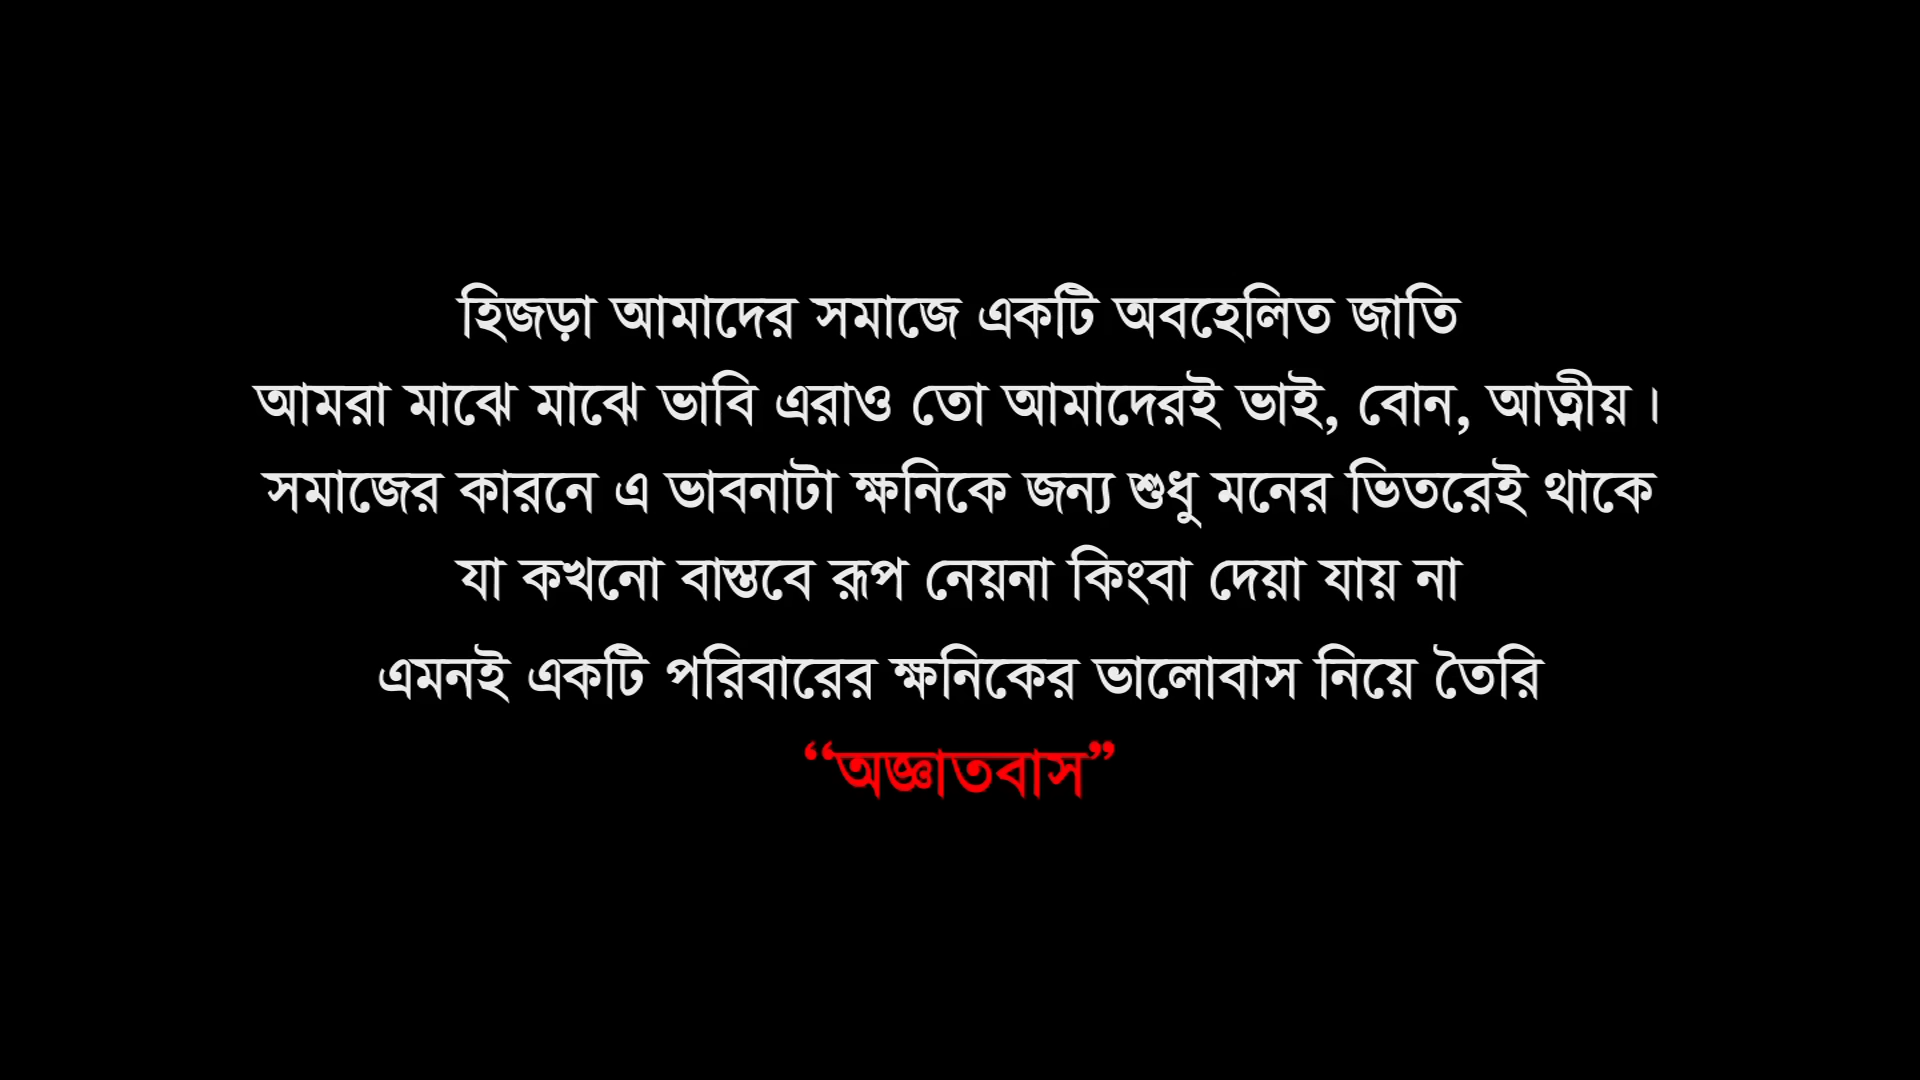 হিজড়া আমাদের সমাজে একটি অবহেলিত জাতি
আমরা মাঝে মাঝে ভাবি এরাও তো আমাদেরই ভাই, বোন, আত্নীয় ।
সমাজের কারনে এ ভাবনাটা ক্ষনিকে জন্য শুধু মনের ভিতরেই থাকে
যা কখনো বাস্তবে রূপ নেয়না কিংবা দেয়া যায় না
এমনই একটি পরিবারের ক্ষনিকের ভালোবাস নিয়ে তৈরি
“অজ্ঞাতবাস”